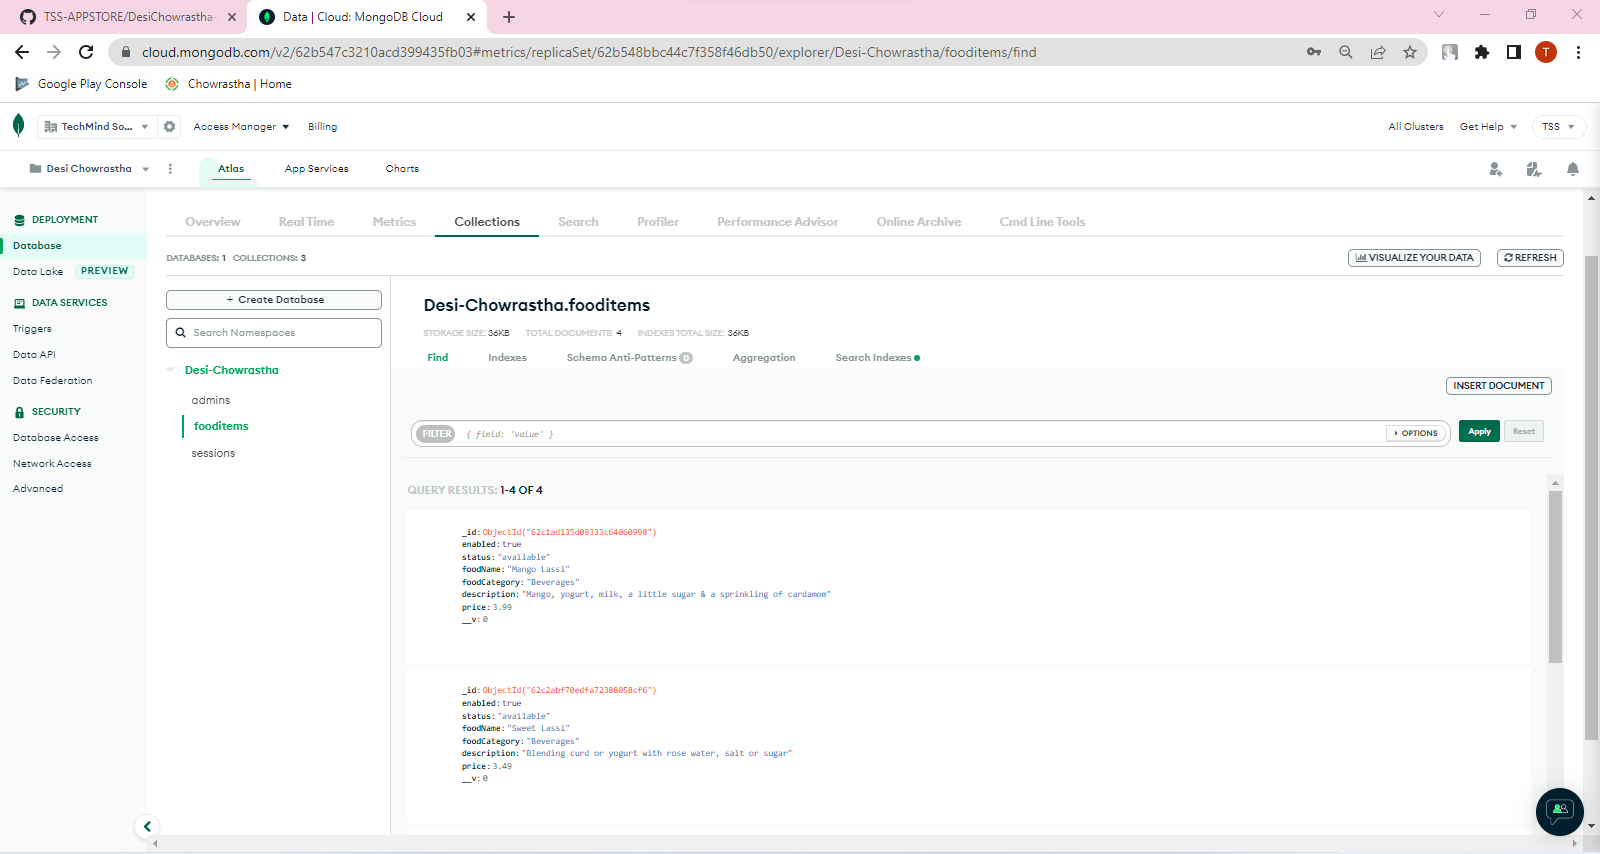 TSS-APPSTORE/DesiChowrastha-
Data | Cloud: MongoDB Cloud
cloud.mongodb.com/v2/62b547c3210acd399435fb03#metrics/replicaSet/62b548bbc44c7f358f46db50/explorer/Desi-Chowrastha/fooditems/find
T
Google Play Console
Chowrastha | Home
TechMind So...
Access Manager
Billing
All Clusters
Get Help
TSS
Desi Chowrastha
Atlas
App Services
Charts
DEPLOYMENT
Database
Data Lake
PREVIEW
DATA SERVICES
Triggers
Data API
Data Federation
SECURITY
Database Access
Network Access
Advanced
Overview
Real Time
Metrics
Collections
Search
Profiler
Performance Advisor
Online Archive
Cmd Line Tools
DATABASES: 1 COLLECTIONS: 3
VISUALIZE YOUR DATA
REFRESH
+ Create Database
Search Namespaces
Desi-Chowrastha
admins
fooditems
sessions
Desi-Chowrastha.fooditems
STORAGE SIZE: 36KB TOTAL DOCUMENTS: 4 INDEXES TOTAL SIZE: 36KB
Find
Indexes
Schema Anti-Patterns 0
Aggregation
Search Indexes
INSERT DOCUMENT
FILTER
{ field: 'value' }
OPTIONS
Apply
Reset
QUERY RESULTS: 1-4 OF 4
_id: ObjectId("62c1ad135d09333c64060998")
enabled: true
status: "available"
foodName: "Mango Lassi"
foodCategory: "Beverages"
description: "Mango, yogurt, milk, a little sugar & a sprinkling of cardamom"
price: 3.99
__v: 0
_id: ObjectId("62c2abf70edfa72388058cf6")
enabled: true
status: "available"
foodName: "Sweet Lassi"
foodCategory: "Beverages"
description: "Blending curd or yogurt with rose water, salt or sugar"
price: 3.49
__v: 0